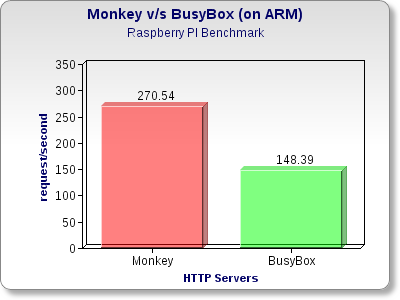 Monkey v/s BusyBox (on ARM)
Raspberry PI Benchmark
request/second
350
300
250
200
150
100
50
0
270.54
148.39
Monkey BusyBox
HTTP Servers